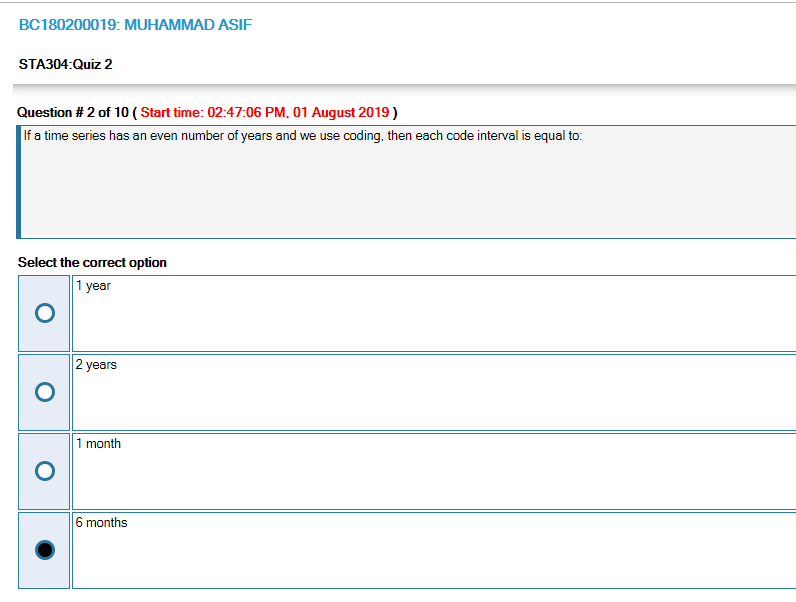 BC180200019: MUHAMMAD ASIF
STA304:Quiz 2
Question # 2 of 10 ( Start time: 02:47:06 PM, 01 August 2019 )
If a time series has an even number of years and we use coding, then each code interval is equal to:
Select the correct option
1 year
2 years
1 month
6 months